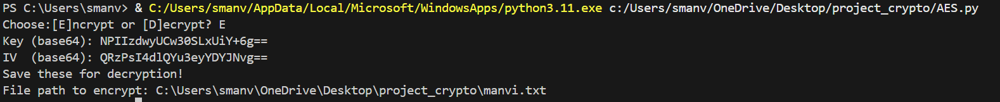 PS C:\Users\smanv> & C:/Users/smanv/AppData/Local/Microsoft/WindowsApps/python3.11.exe c:/Users/smanv/OneDrive/Desktop/project_crypto/AES.py
Choose:[E]ncrypt or [D]ecrypt? E
Key (base64): NPIIzdwyUCw30SLxUiY+6g==
IV  (base64): QRzPsI4dlQYu3eyYDYJNvg==
Save these for decryption!
File path to encrypt: C:\Users\smanv\OneDrive\Desktop\project_crypto\manvi.txt